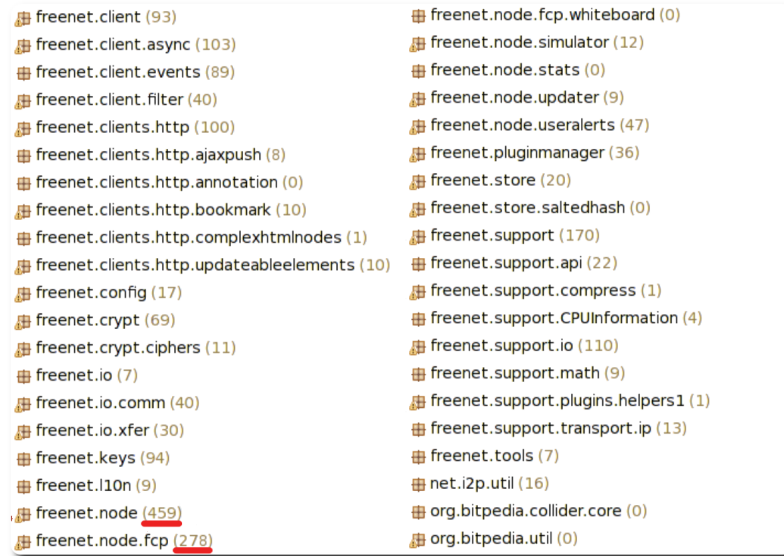 freenet.client (93)
freenet.client.async (103)
freenet.client.events (89)
freenet.client.filter (40)
freenet.clients.http (100)
freenet.clients.http.ajaxpush (8)
freenet.clients.http.annotation (0)
freenet.clients.http.bookmark (10)
freenet.clients.http.complexhtmlnodes (1)
freenet.clients.http.updateableelements (10)
freenet.config (17)
freenet.crypt (69)
freenet.crypt.ciphers (11)
freenet.io (7)
freenet.io.comm (40)
freenet.io.xfer (30)
freenet.keys (94)
freenet.l10n (9)
freenet.node (459)
freenet.node.fcp (278)
freenet.node.fcp.whiteboard (0)
freenet.node.simulator (12)
freenet.node.stats (0)
freenet.node.updater (9)
freenet.node.useralerts (47)
freenet.pluginmanager (36)
freenet.store (20)
freenet.store.saltedhash (0)
freenet.support (170)
freenet.support.api (22)
freenet.support.compress (1)
freenet.support.CPUInformation (4)
freenet.support.io (110)
freenet.support.math (9)
freenet.support.plugins.helpers1 (1)
freenet.support.transport.ip (13)
freenet.tools (7)
net.i2p.util (16)
org.bitpedia.collider.core (0)
org.bitpedia.util (0)